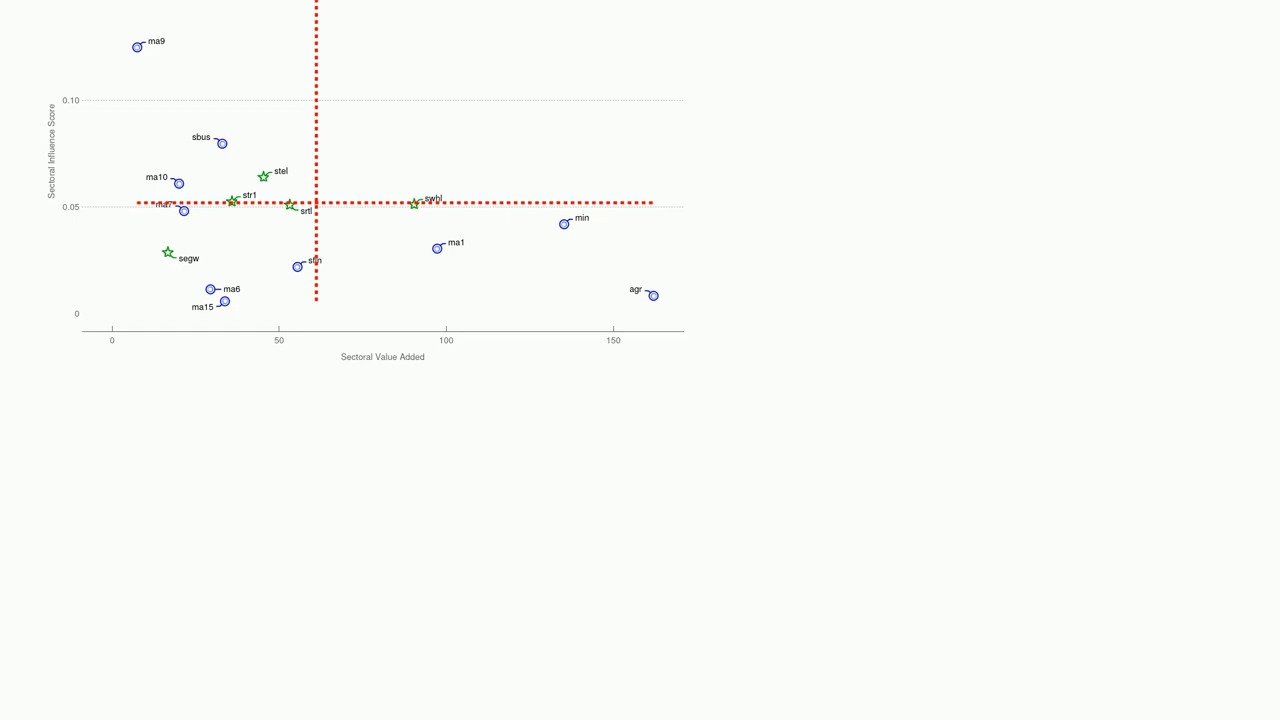 ma9
0.10
Sectoral Influence Score
sbus
stel
ma10
str1
swhl
ma7
0.05
srtl
min
ma1
segw
sfin
ma6
agr
ma15
0
0
50
100
150
Sectoral Value Added